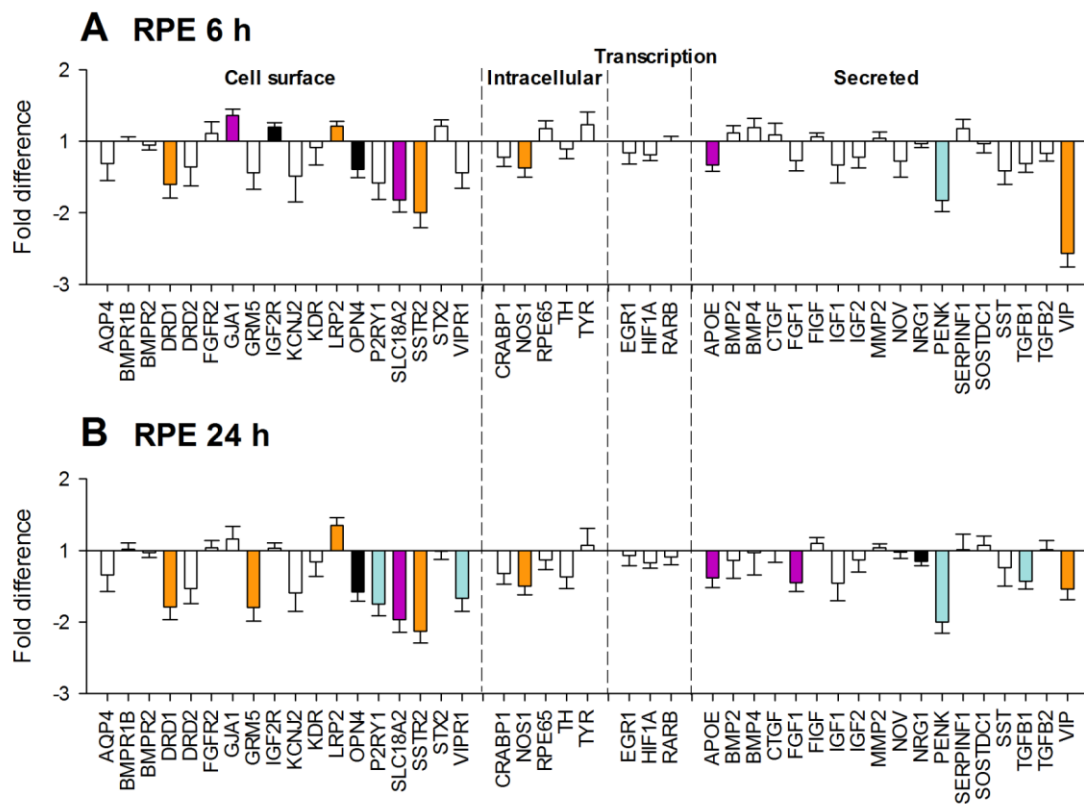 A RPE 6 h
Transcription
Cell surface Intracellular Secreted
2
1
-2
-3
Fold difference
AQP4 BMPR1B BMPR2 DRD1 DRD2 FGFR2 GJA1 GRM5 IGF2R KCNJ2 KDR LRP2 OPN4 P2RY1 SLC18A2 SSTR2 STX2 VIPR1 CRABP1 NOS1 RPE65 TH TYR EGR1 HIF1A RARB APOE BMP2 BMP4 CTGF FGF1 FIGF IGF1 IGF2 MMP2 NOV NRG1 PENK SERPINF1 SOSTDC1 SST TGFB1 TGFB2 VIP
B RPE 24 h
2
1
-2
-3
Fold difference
AQP4 BMPR1B BMPR2 DRD1 DRD2 FGFR2 GJA1 GRM5 IGF2R KCNJ2 KDR LRP2 OPN4 P2RY1 SLC18A2 SSTR2 STX2 VIPR1 CRABP1 NOS1 RPE65 TH TYR EGR1 HIF1A RARB APOE BMP2 BMP4 CTGF FGF1 FIGF IGF1 IGF2 MMP2 NOV NRG1 PENK SERPINF1 SOSTDC1 SST TGFB1 TGFB2 VIP